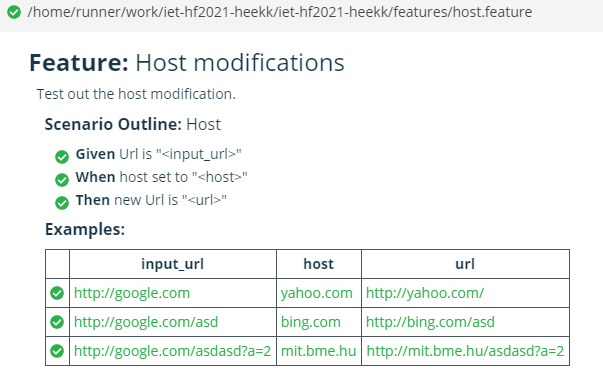 /home/runner/work/iet-hf2021-heekk/iet-hf2021-heekk/features/host.feature
Feature: Host modifications
Test out the host modification.
Scenario Outline: Host
Given Url is "<input_url>"
When host set to "<host>"
Then new Url is "<url>"
Examples:
input_url host url
http://google.com yahoo.com http://yahoo.com/
http://google.com/asd bing.com http://bing.com/asd
http://google.com/asdasd?a=2 mit.bme.hu http://mit.bme.hu/asdasd?a=2